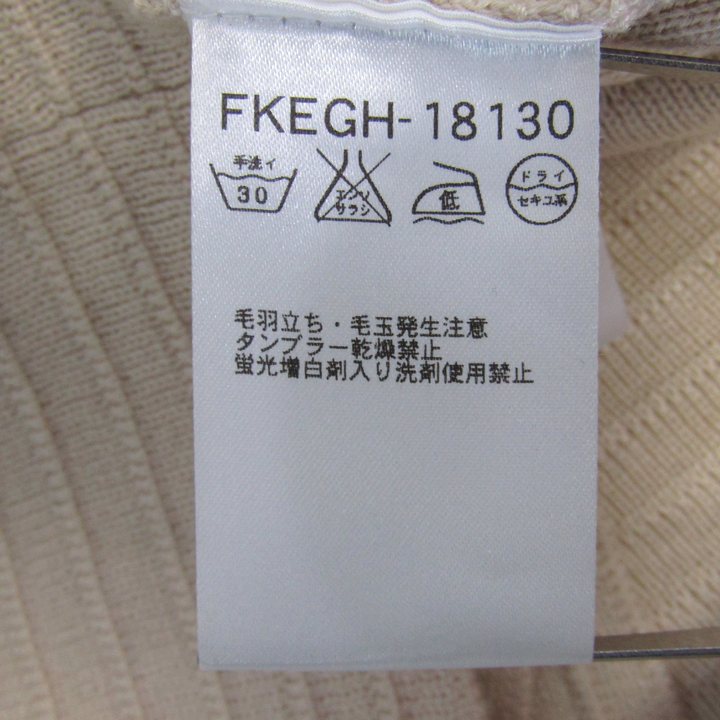 FKEGH-18130
手洗イ
30
エンソ
サラシ
低
ドライ
セキユ系
毛羽立ち・毛玉発生注意
タンブラー乾燥禁止
蛍光増白剤入り洗剤使用禁止